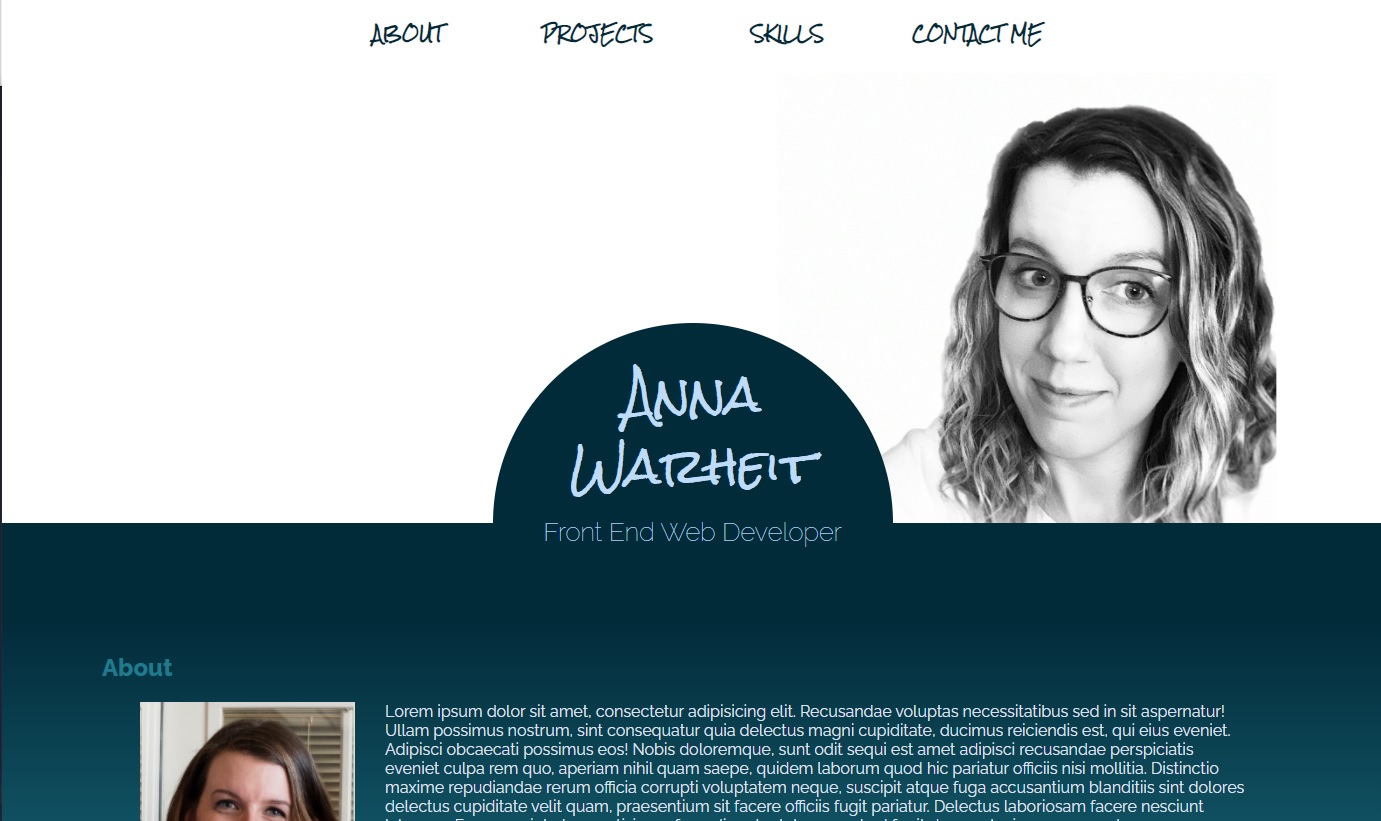 ABOUT PROJECTS SKILLS CONTACT ME
Anna
Warheit
Front End Web Developer
About
Lorem ipsum dolor sit amet, consectetur adipisicing elit. Recusandae voluptas necessitatibus sed in sit aspernatur!
Ullam possimus nostrum, sint consequatur quia delectus magni cupiditate, ducimus reiciendis est, qui eius eveniet.
Adipisci obcaecati possimus eos! Nobis doloremque, sunt odit sequi est amet adipisci recusandae perspiciatis
eveniet culpa rem quo, aperiam nihil quam saepe, quidem laborum quod hic pariatur officiis nisi mollitia. Distinctio
maxime repudiandae rerum officia corrupti voluptatem neque, suscipit atque fuga accusantium blanditiis sint dolores
delectus cupiditate velit quam, praesentium sit facere officiis fugit pariatur. Delectus laboriosam facere nesciunt